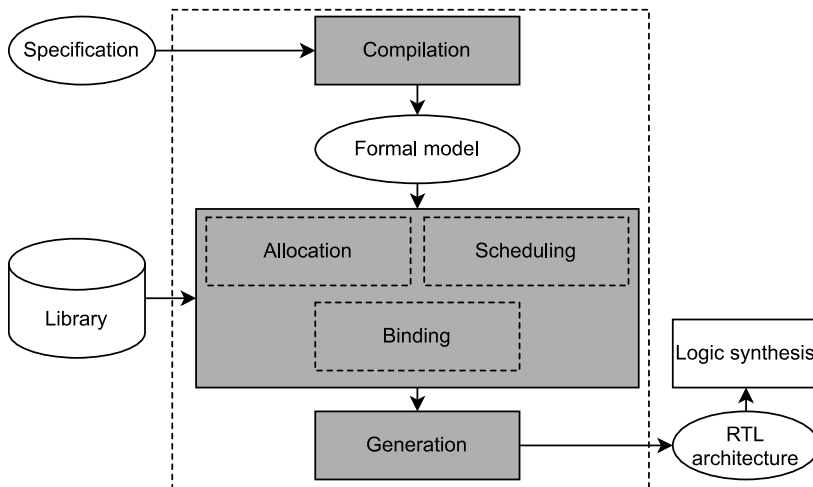 Specification
Compilation
Formal model
Allocation
Scheduling
Library
Binding
Logic synthesis
Generation
RTL
architecture